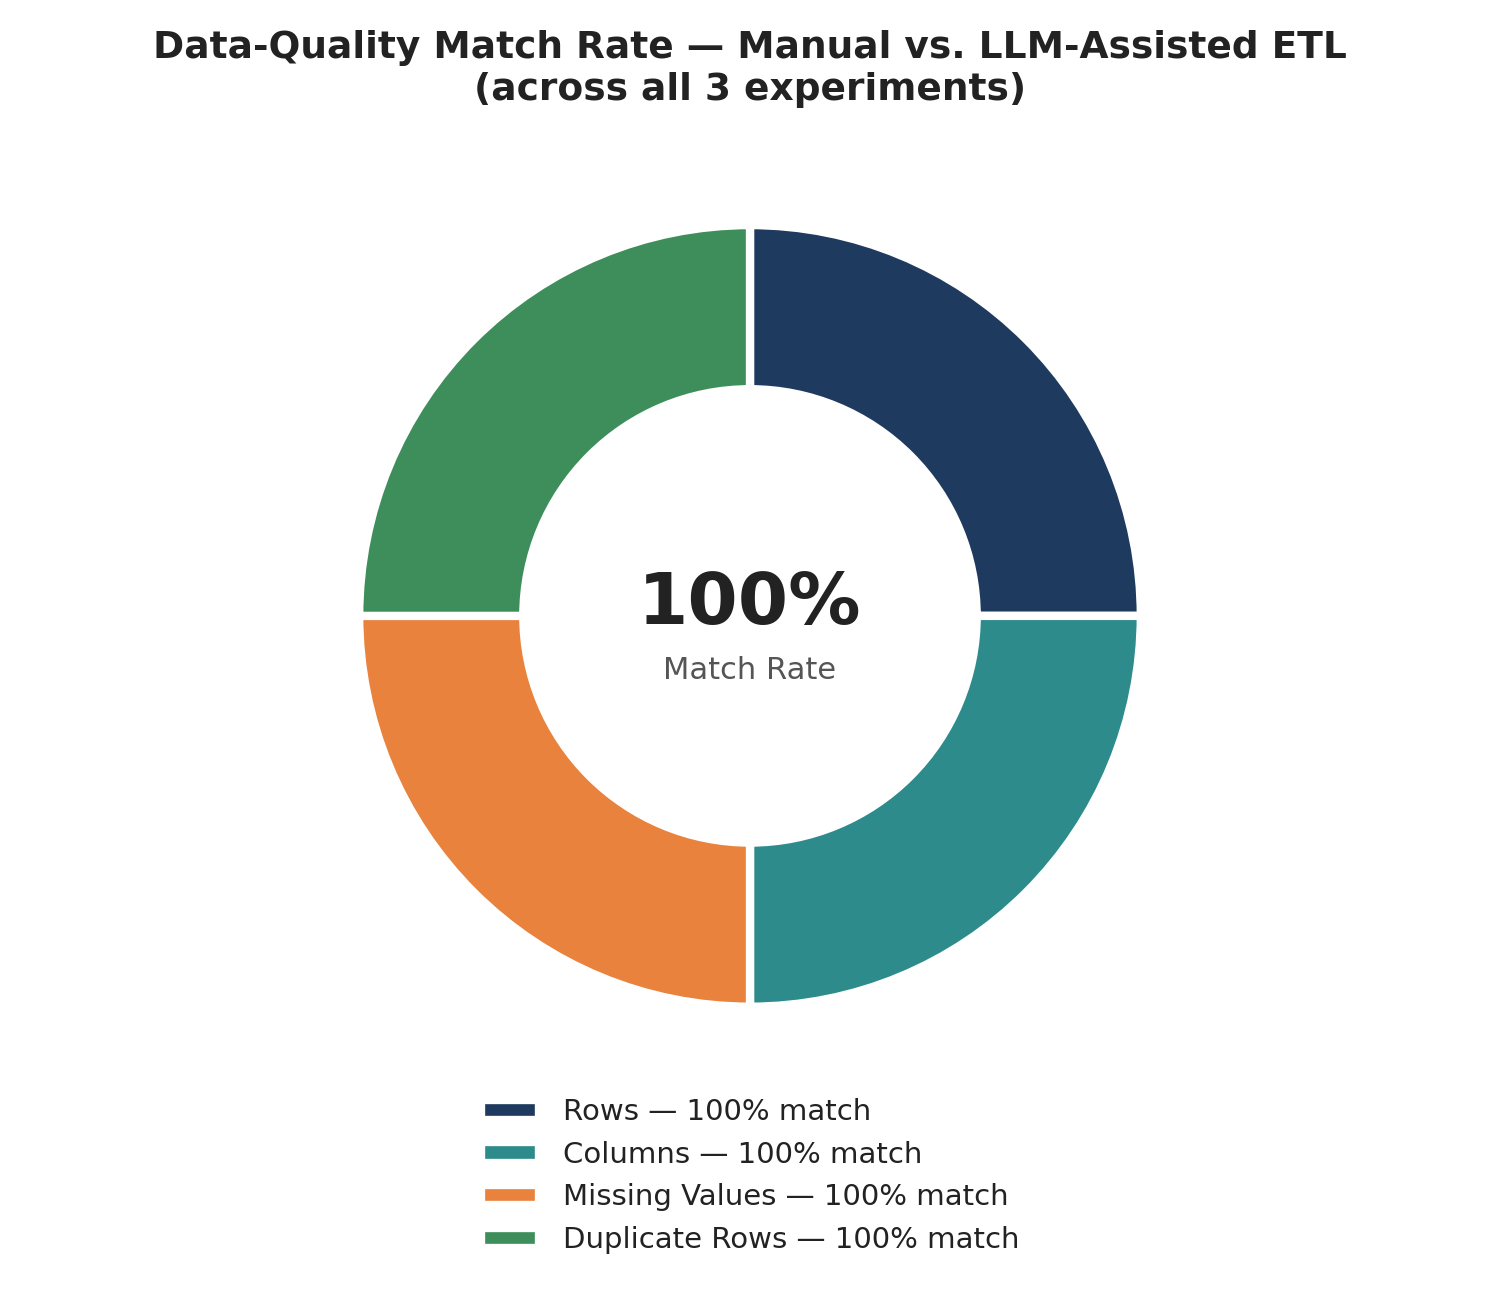 Data-Quality Match Rate — Manual vs. LLM-Assisted ETL
(across all 3 experiments)
100%
Match Rate
Rows — 100% match
Columns — 100% match
Missing Values — 100% match
Duplicate Rows — 100% match